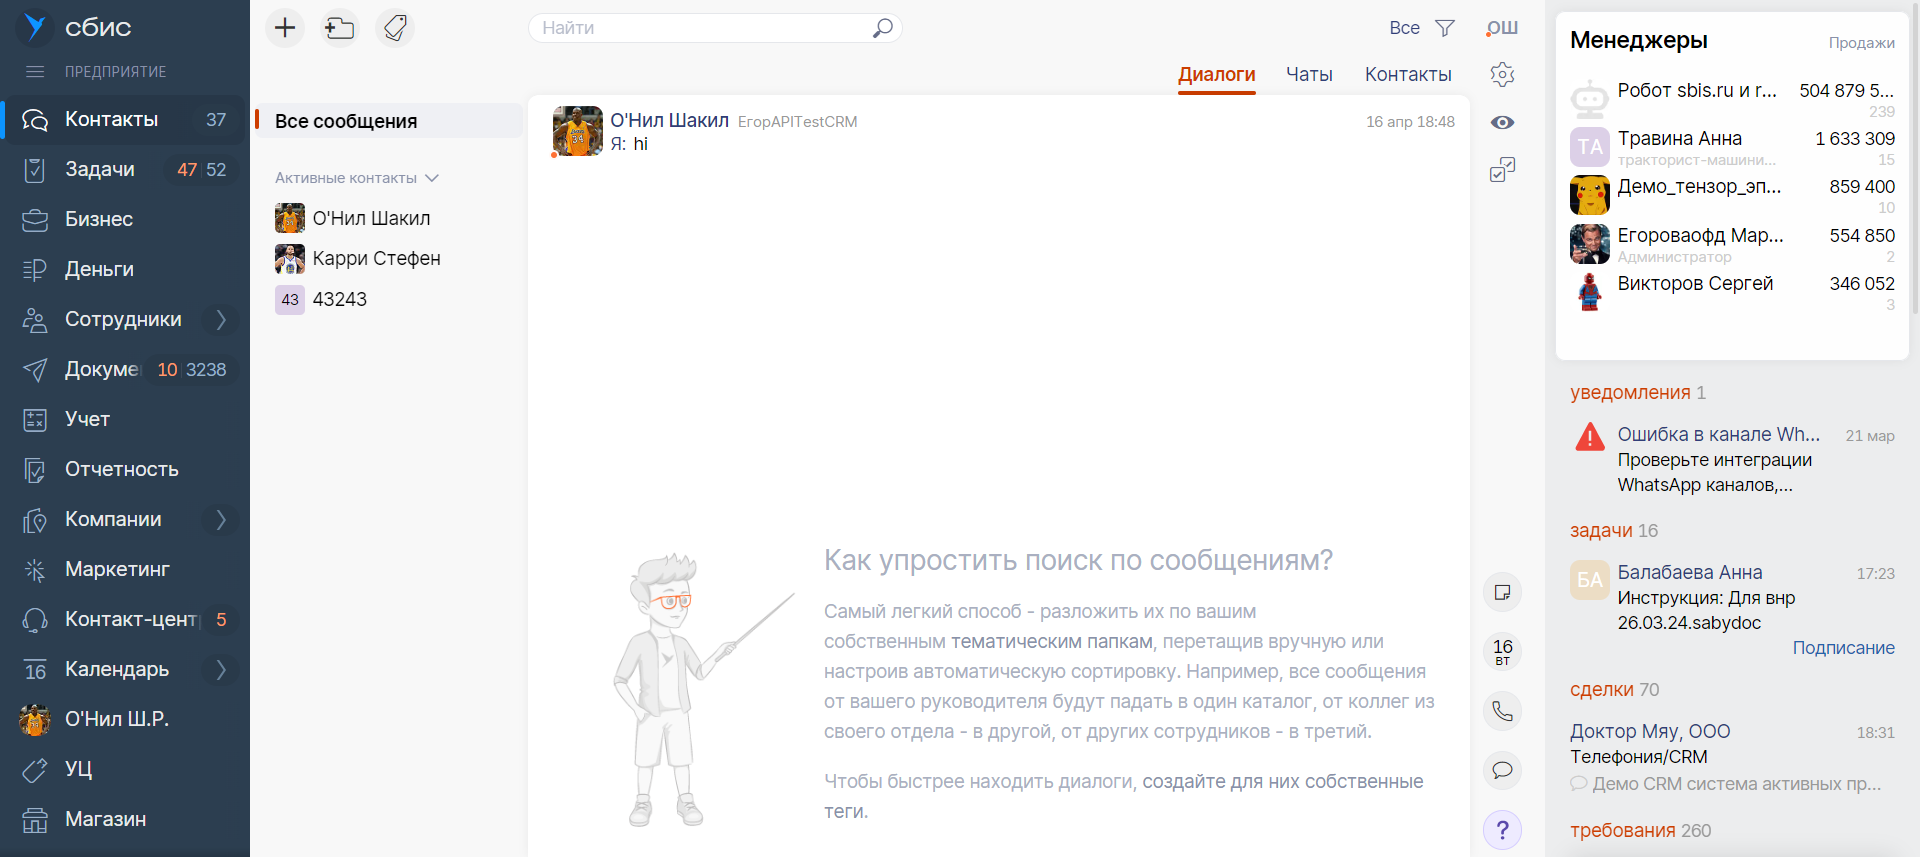 сбис
ПРЕДПРИЯТИЕ
Контакты 37
Задачи 47 52
Бизнес
Деньги
Сотрудники
Докуме 10 3238
Учет
Отчетность
Компании
Маркетинг
Контакт-цент 5
16 Календарь
О'Нил Ш.Р.
УЦ
Магазин
Найти
Все
ОШ
Диалоги Чаты Контакты
Все сообщения
Активные контакты
О'Нил Шакил
Карри Стефен
43 43243
О'Нил Шакил ЕгорAPITestCRM 16 апр 18:48
Я: hi
Как упростить поиск по сообщениям?
Самый легкий способ - разложить их по вашим
собственным тематическим папкам, перетащив вручную или
настроив автоматическую сортировку. Например, все сообщения
от вашего руководителя будут падать в один каталог, от коллег из
своего отдела - в другой, от других сотрудников - в третий.
Чтобы быстрее находить диалоги, создайте для них собственные
теги.
16
ВТ
?
Менеджеры Продажи
Робот sbis.ru и r... 504 879 5...
239
ТА Травина Анна 1 633 309
тракторист-машини... 15
Демо_тензор_эп... 859 400
10
Егороваофд Мар... 554 850
Администратор 2
Викторов Сергей 346 052
3
уведомления 1
Ошибка в канале Wh... 21 мар
Проверьте интеграции
WhatsApp каналов,...
задачи 16
БА Балабаева Анна 17:23
Инструкция: Для внр
26.03.24.sabydoc
Подписание
сделки 70
Доктор Мяу, ООО 18:31
Телефония/CRM
Демо CRM система активных пр...
требования 260